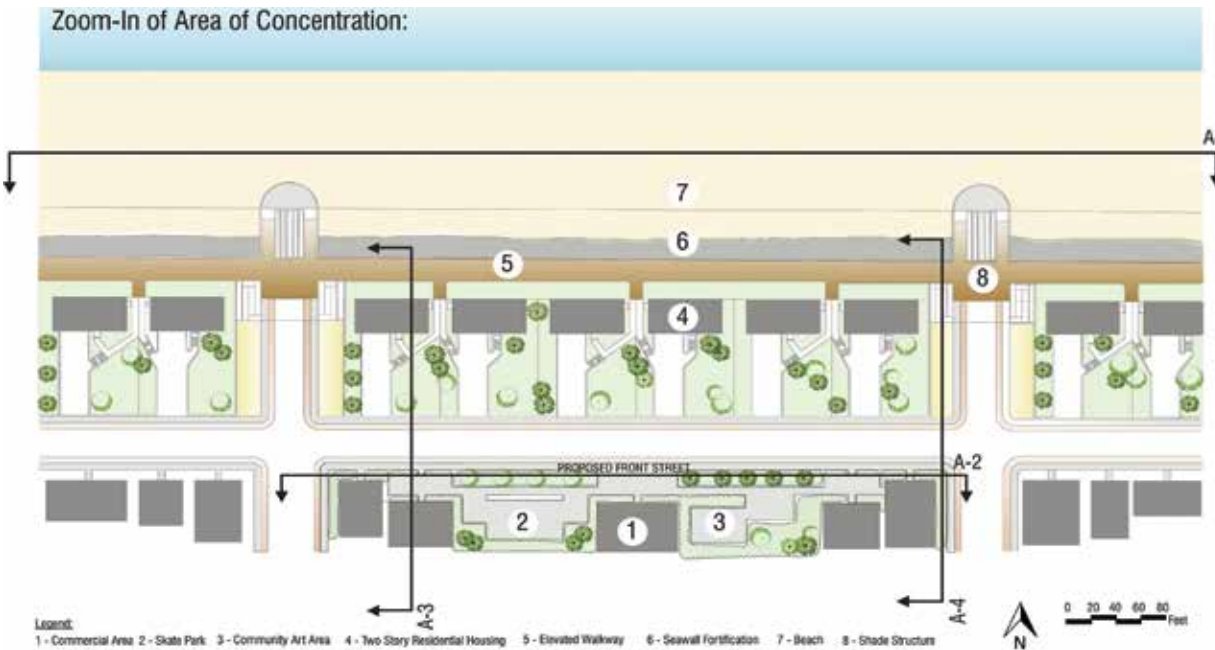 Zoom-In of Area of Concentration:
A
7
6
5
8
4
PROPOSED FRONT STREET
A-2
2
1
3
A-3
A-4
N
0 20 40 60 80
Feet
Legend:
1 - Commercial Area 2 - Skate Park 3 - Community Art Area 4 - Two Story Residential Housing 5 - Elevated Walkway 6 - Seawall Fortification 7 - Beach 8 - Shade Structure